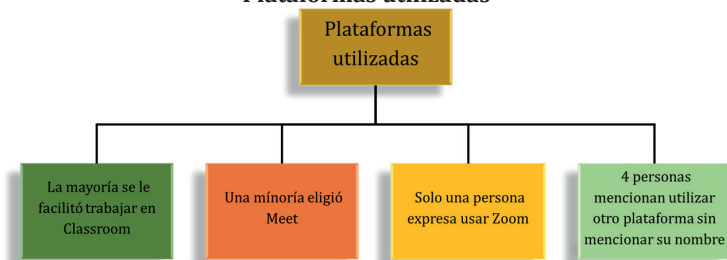 Plataformas utilizadas
Plataformas
utilizadas
La mayoría se le
facilitó trabajar en
Classroom
Una mínoría eligió
Meet
Solo una persona
expresa usar Zoom
4 personas
mencionan utilizar
otro plataforma sin
mencionar su nombre